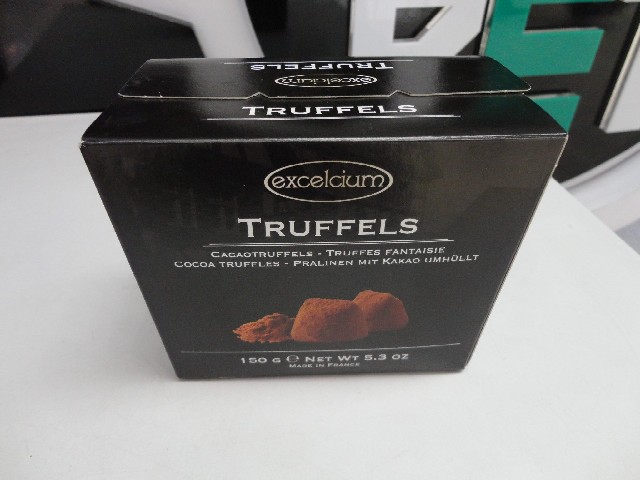 TRUFFELS
excelcium
TRUFFELS
excelcium
TRUFFELS
CACAOTRUFFELS - TRUFFES FANTAISIE
COCOA TRUFFLES - PRALINEN MIT KAKAO UMHÜLLT
150 G ℮ NET WT 5.3 OZ
MADE IN FRANCE